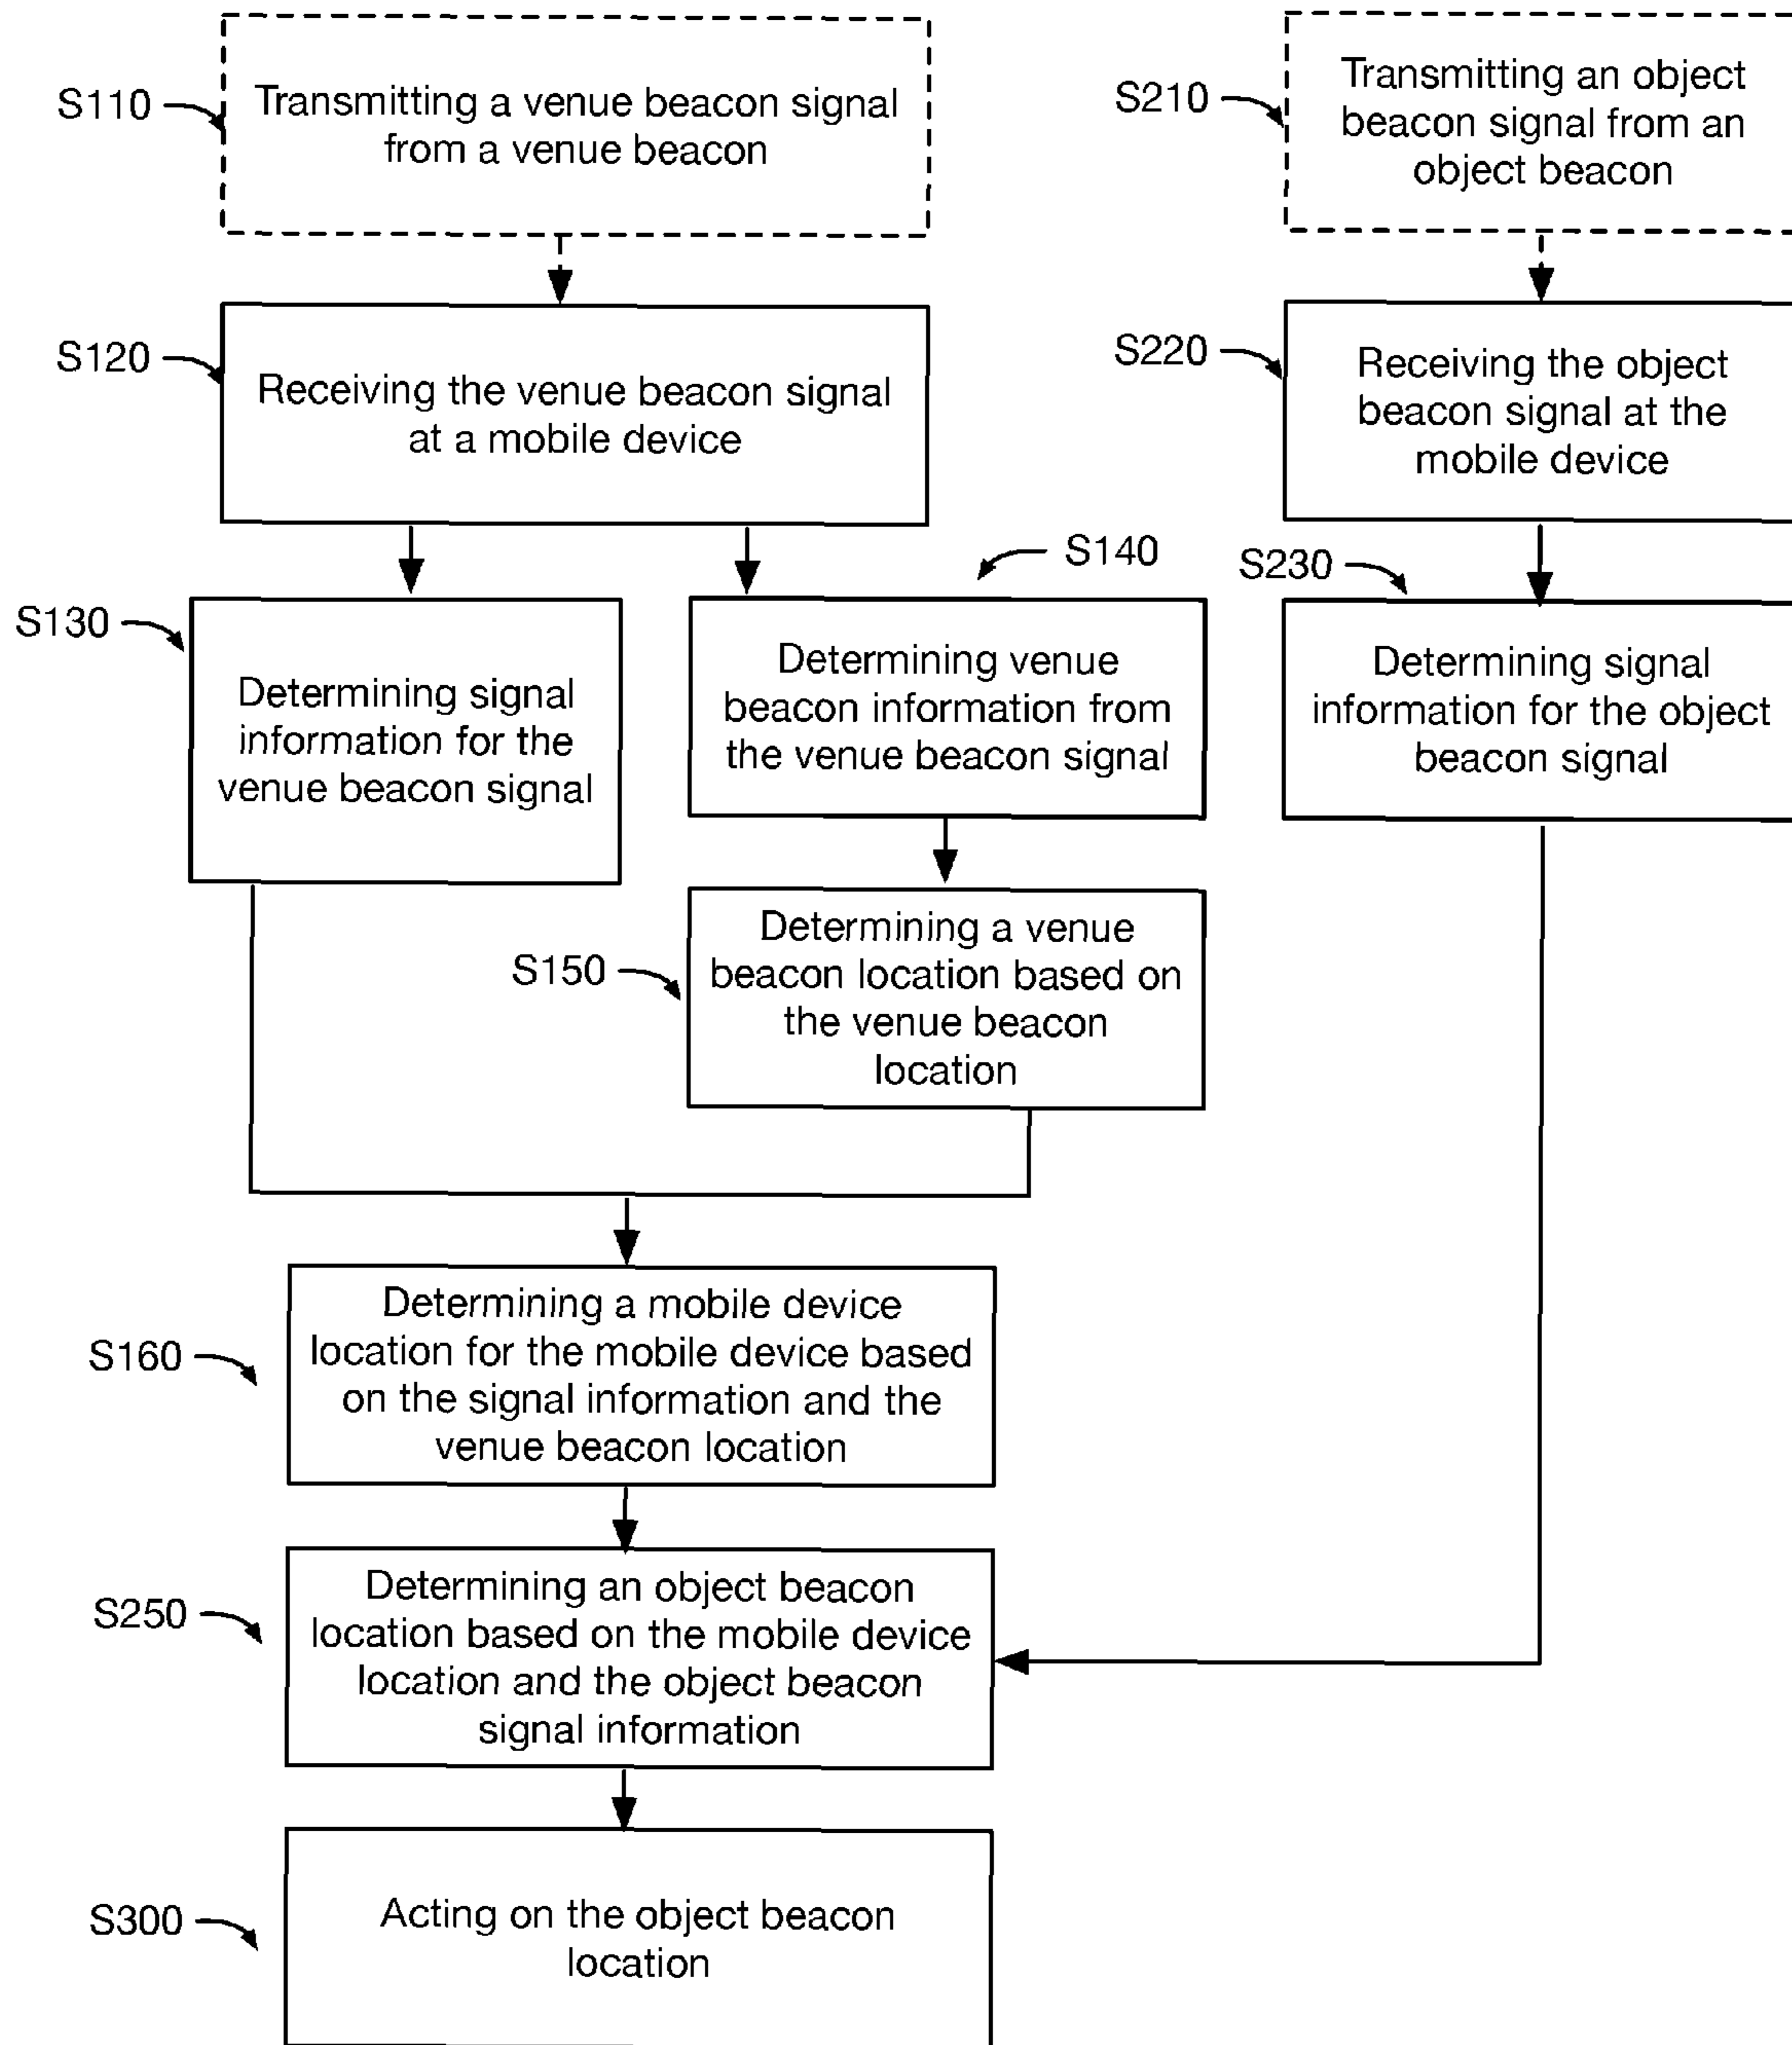 S110
Transmitting a venue beacon signal
from a venue beacon
S210
Transmitting an object
beacon signal from an
object beacon
S120
Receiving the venue beacon signal
at a mobile device
S220
Receiving the object
beacon signal at the
mobile device
S130
Determining signal
information for the
venue beacon signal
S140
Determining venue
beacon information from
the venue beacon signal
S230
Determining signal
information for the object
beacon signal
S150
Determining a venue
beacon location based on
the venue beacon
location
S160
Determining a mobile device
location for the mobile device based
on the signal information and the
venue beacon location
S250
Determining an object beacon
location based on the mobile device
location and the object beacon
signal information
S300
Acting on the object beacon
location